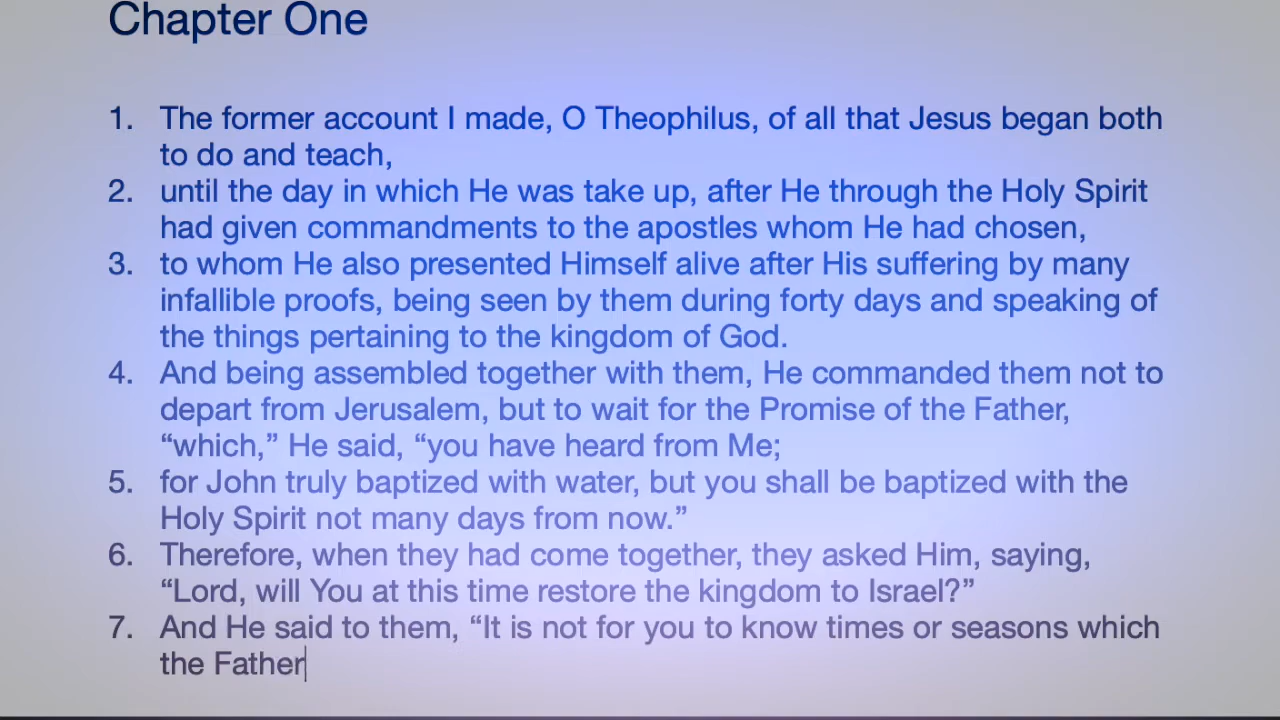 Chapter One
1. The former account I made, O Theophilus, of all that Jesus began both
to do and teach,
2. until the day in which He was take up, after He through the Holy Spirit
had given commandments to the apostles whom He had chosen,
3. to whom He also presented Himself alive after His suffering by many
infallible proofs, being seen by them during forty days and speaking of
the things pertaining to the kingdom of God.
4. And being assembled together with them, He commanded them not to
depart from Jerusalem, but to wait for the Promise of the Father,
“which,” He said, “you have heard from Me;
5. for John truly baptized with water, but you shall be baptized with the
Holy Spirit not many days from now.”
6. Therefore, when they had come together, they asked Him, saying,
“Lord, will You at this time restore the kingdom to Israel?”
7. And He said to them, “It is not for you to know times or seasons which
the Father